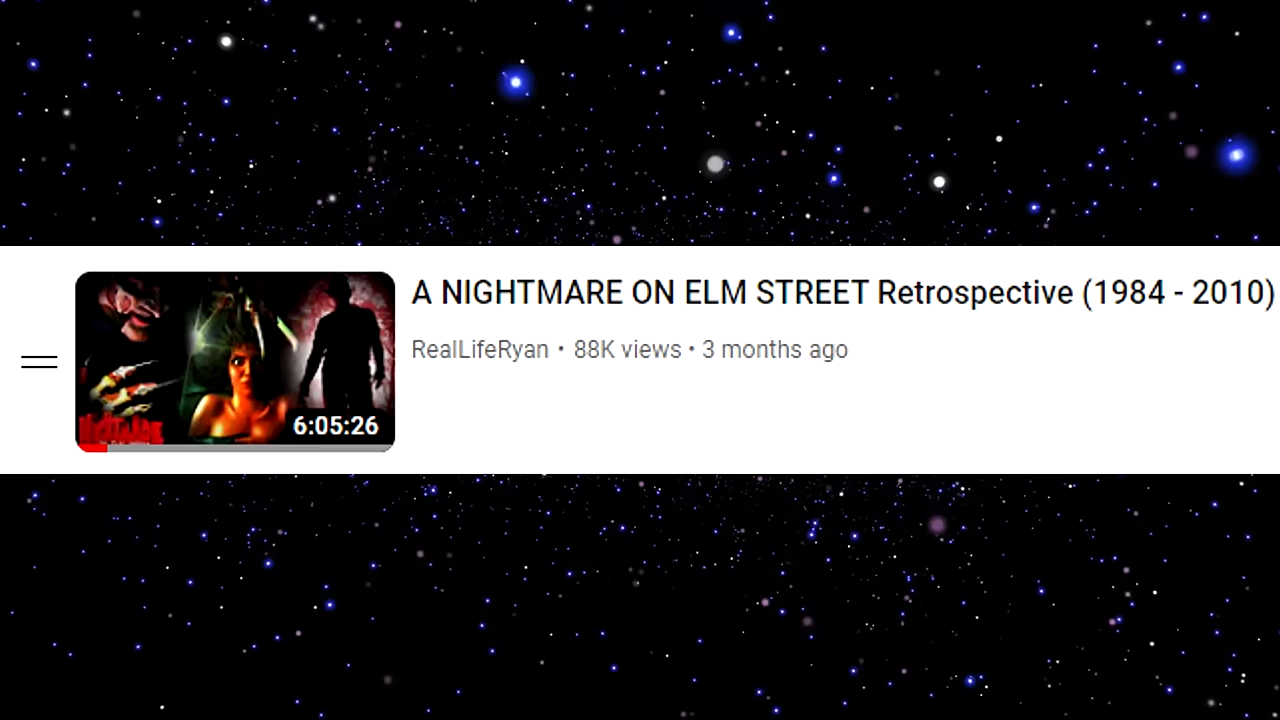 A NIGHTMARE ON ELM STREET Retrospective (1984 - 2010)
RealLifeRyan • 88K views • 3 months ago
6:05:26